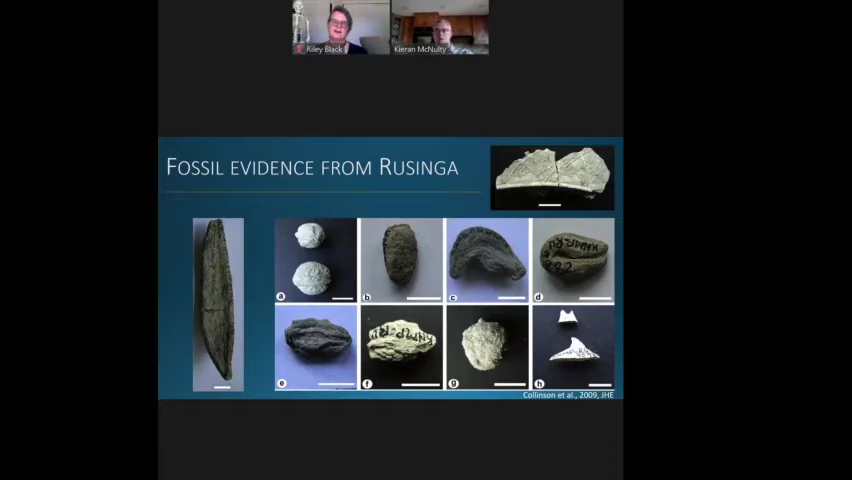 Riley Black
Kieran McNulty
FOSSIL EVIDENCE FROM RUSINGA
a
b
c
d
e
f
g
h
Collinson et al., 2009, JHE